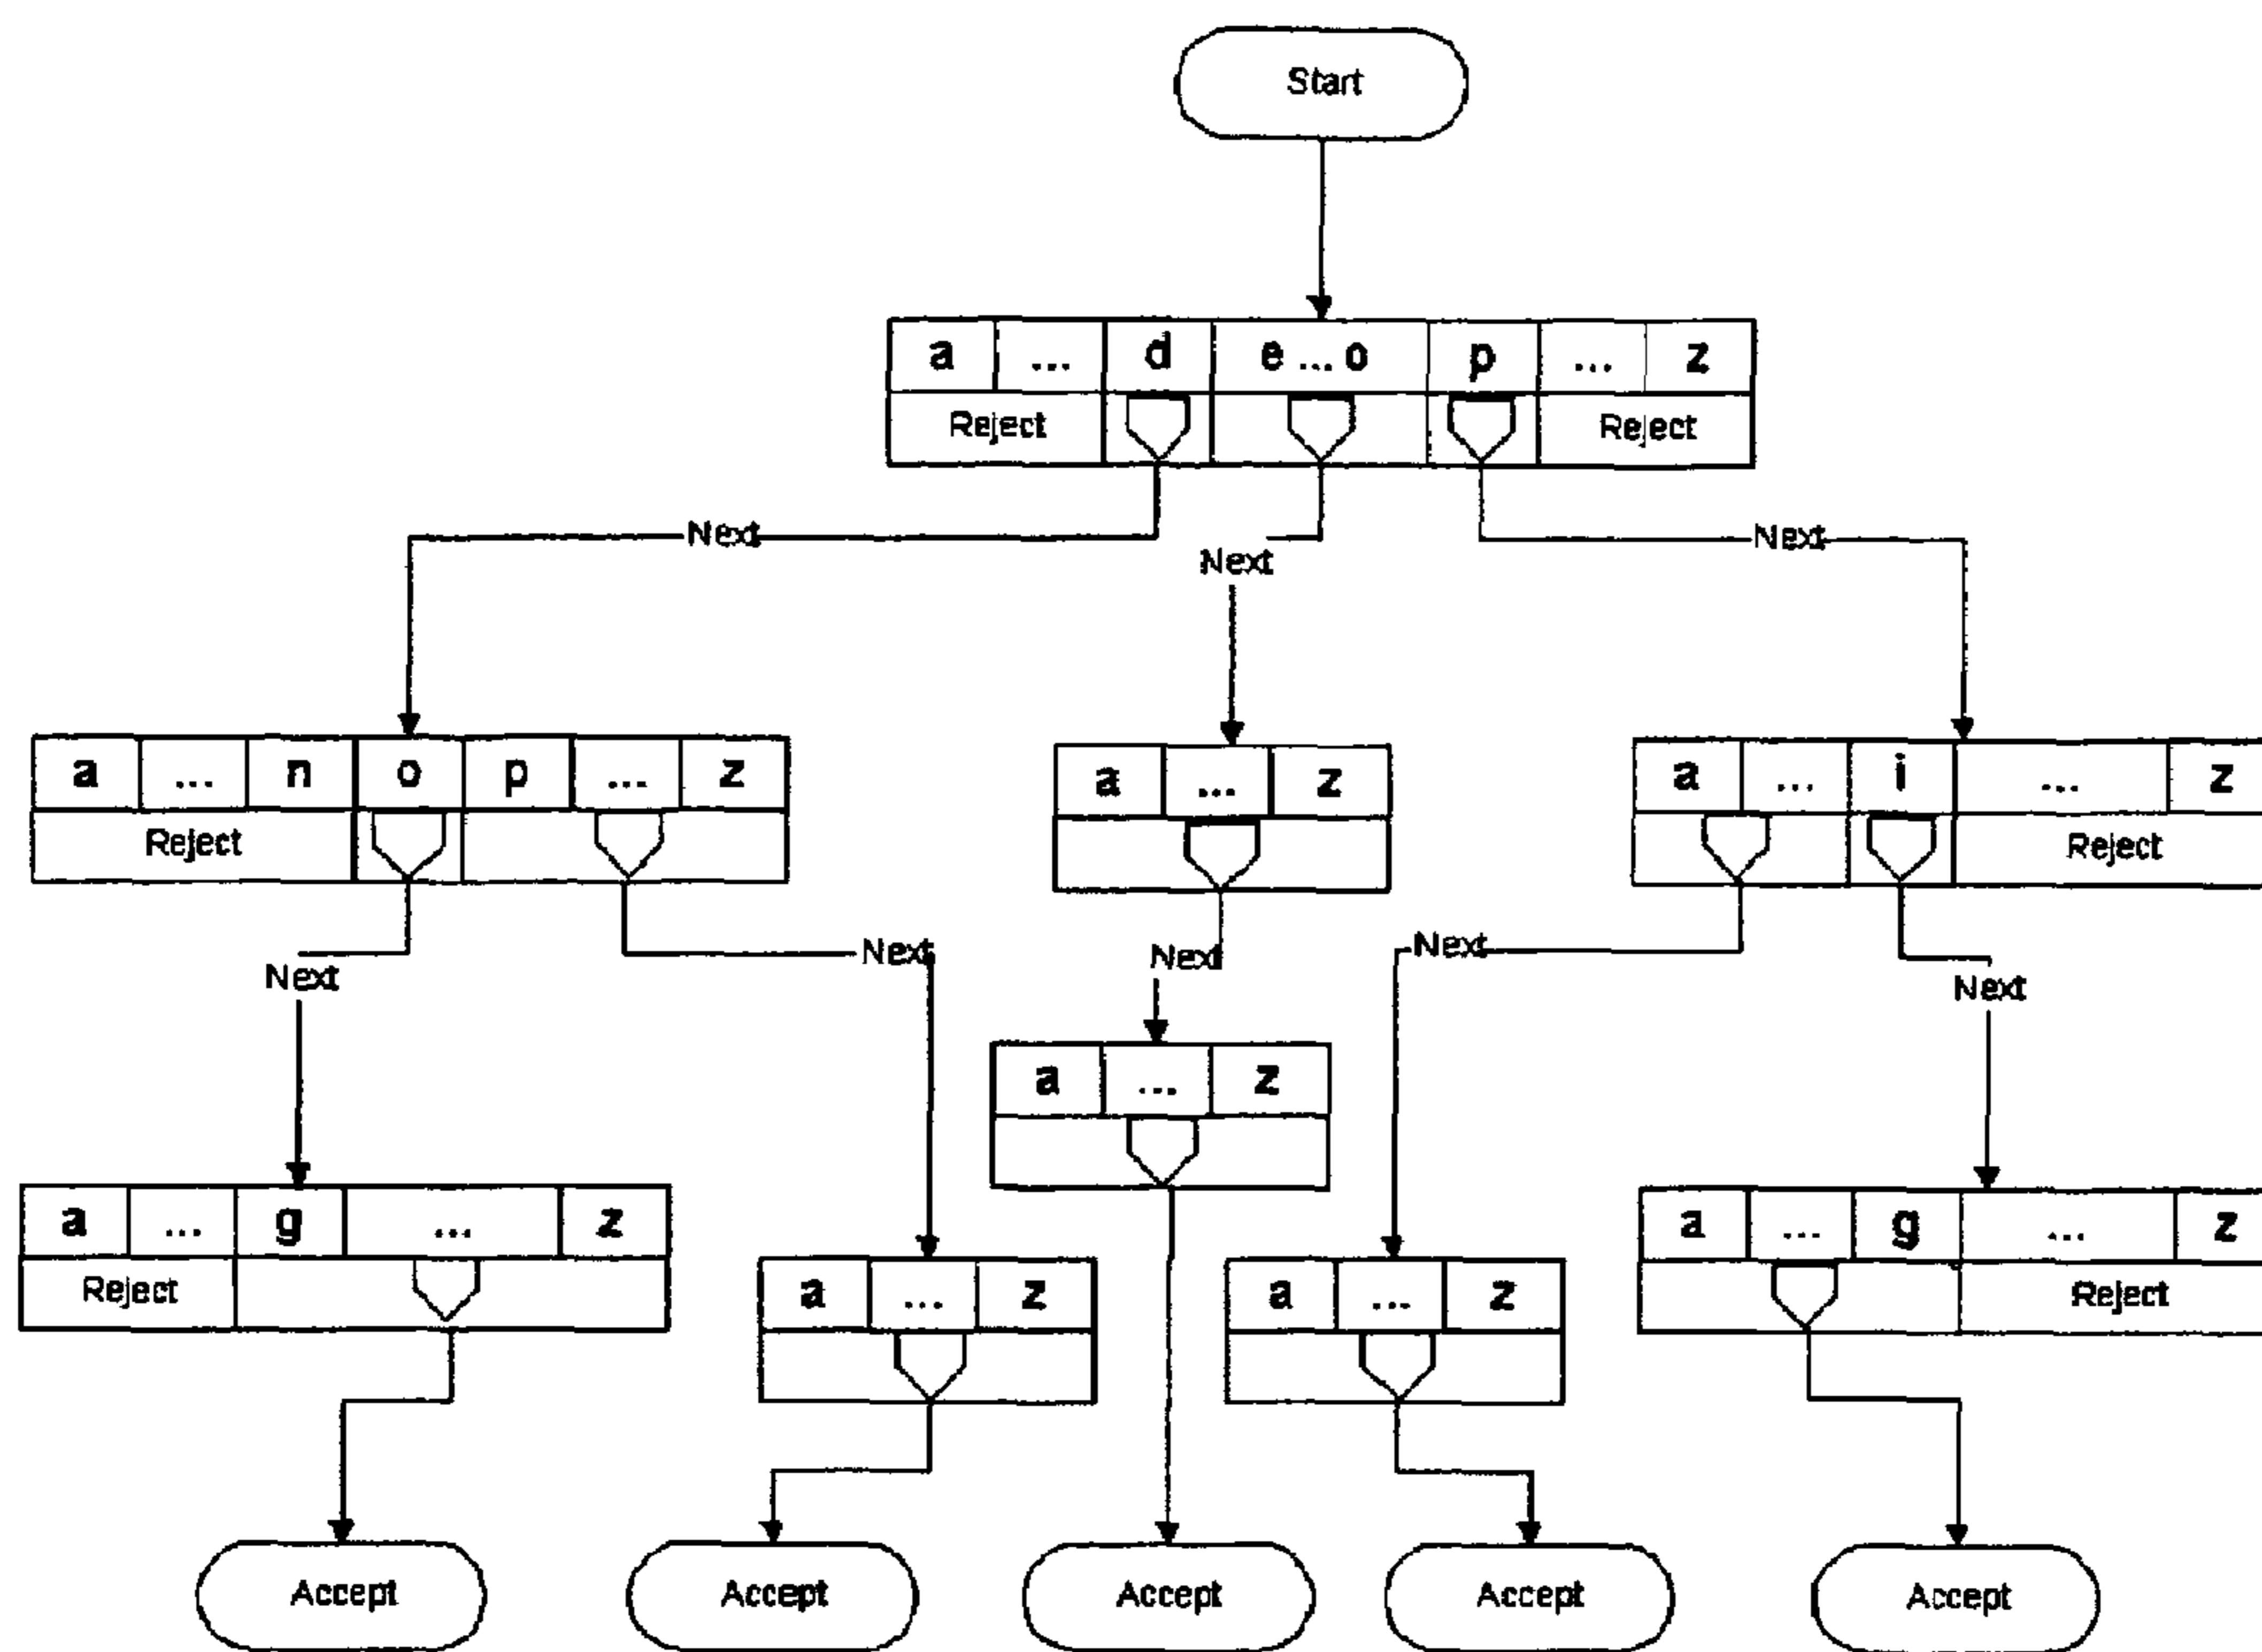 Start
a ... d e ... o p ... z
Reject Reject
Next Next Next
a ... n o p ... z
Reject
a ... z
a ... i ... z
Reject
Next Next Next Next Next
a ... z
a ... g ... z
Reject
a ... z
a ... z
a ... g ... z
Reject
Accept Accept Accept Accept Accept